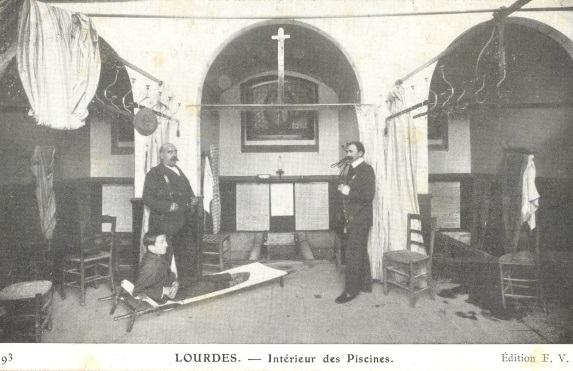 93 LOURDES. — Intérieur des Piscines. Édition F. V.